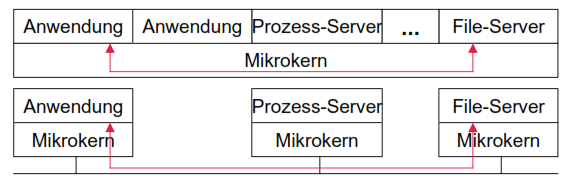 Anwendung Anwendung Prozess-Server ... File-Server
Mikrokern
Anwendung Prozess-Server File-Server
Mikrokern Mikrokern Mikrokern